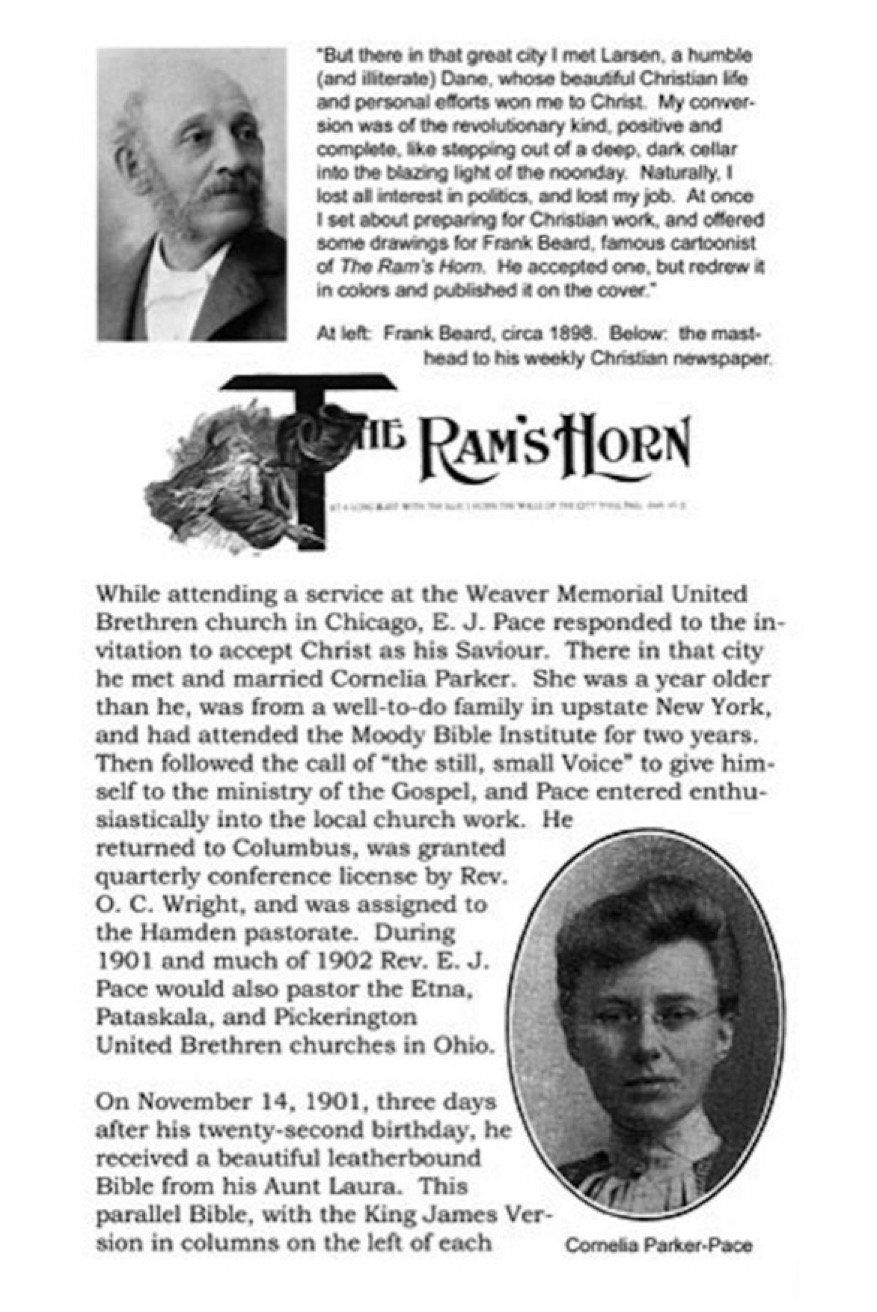 "But there in that great city I met Larsen, a humble
(and illiterate) Dane, whose beautiful Christian life
and personal efforts won me to Christ. My conver-
sion was of the revolutionary kind, positive and
complete, like stepping out of a deep, dark cellar
into the blazing light of the noonday. Naturally, I
lost all interest in politics, and lost my job. At once
I set about preparing for Christian work, and offered
some drawings for Frank Beard, famous cartoonist
of The Ram's Horn. He accepted one, but redrew it
in colors and published it on the cover."
At left: Frank Beard, circa 1898. Below: the mast-
head to his weekly Christian newspaper.
THE RAM'S HORN
While attending a service at the Weaver Memorial United
Brethren church in Chicago, E. J. Pace responded to the in-
vitation to accept Christ as his Saviour. There in that city
he met and married Cornelia Parker. She was a year older
than he, was from a well-to-do family in upstate New York,
and had attended the Moody Bible Institute for two years.
Then followed the call of "the still, small Voice" to give him-
self to the ministry of the Gospel, and Pace entered enthu-
siastically into the local church work. He
returned to Columbus, was granted
quarterly conference license by Rev.
O. C. Wright, and was assigned to
the Hamden pastorate. During
1901 and much of 1902 Rev. E. J.
Pace would also pastor the Etna,
Pataskala, and Pickerington
United Brethren churches in Ohio.
On November 14, 1901, three days
after his twenty-second birthday, he
received a beautiful leatherbound
Bible from his Aunt Laura. This
parallel Bible, with the King James Ver-
sion in columns on the left of each
Cornelia Parker-Pace